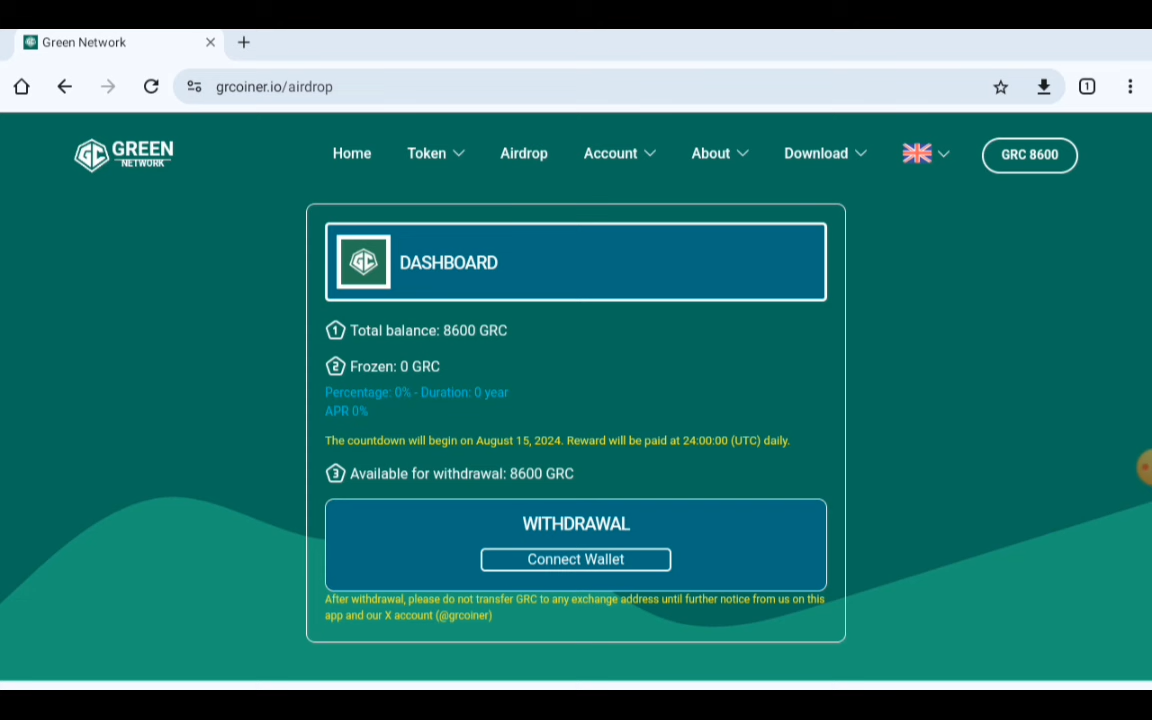 Green Network
grcoiner.io/airdrop
1
GC GREEN NETWORK
Home Token Airdrop Account About Download GRC 8600
GC DASHBOARD
1 Total balance: 8600 GRC
2 Frozen: 0 GRC
Percentage: 0% - Duration: 0 year
APR 0%
The countdown will begin on August 15, 2024. Reward will be paid at 24:00:00 (UTC) daily.
3 Available for withdrawal: 8600 GRC
WITHDRAWAL
Connect Wallet
After withdrawal, please do not transfer GRC to any exchange address until further notice from us on this
app and our X account (@grcoiner)